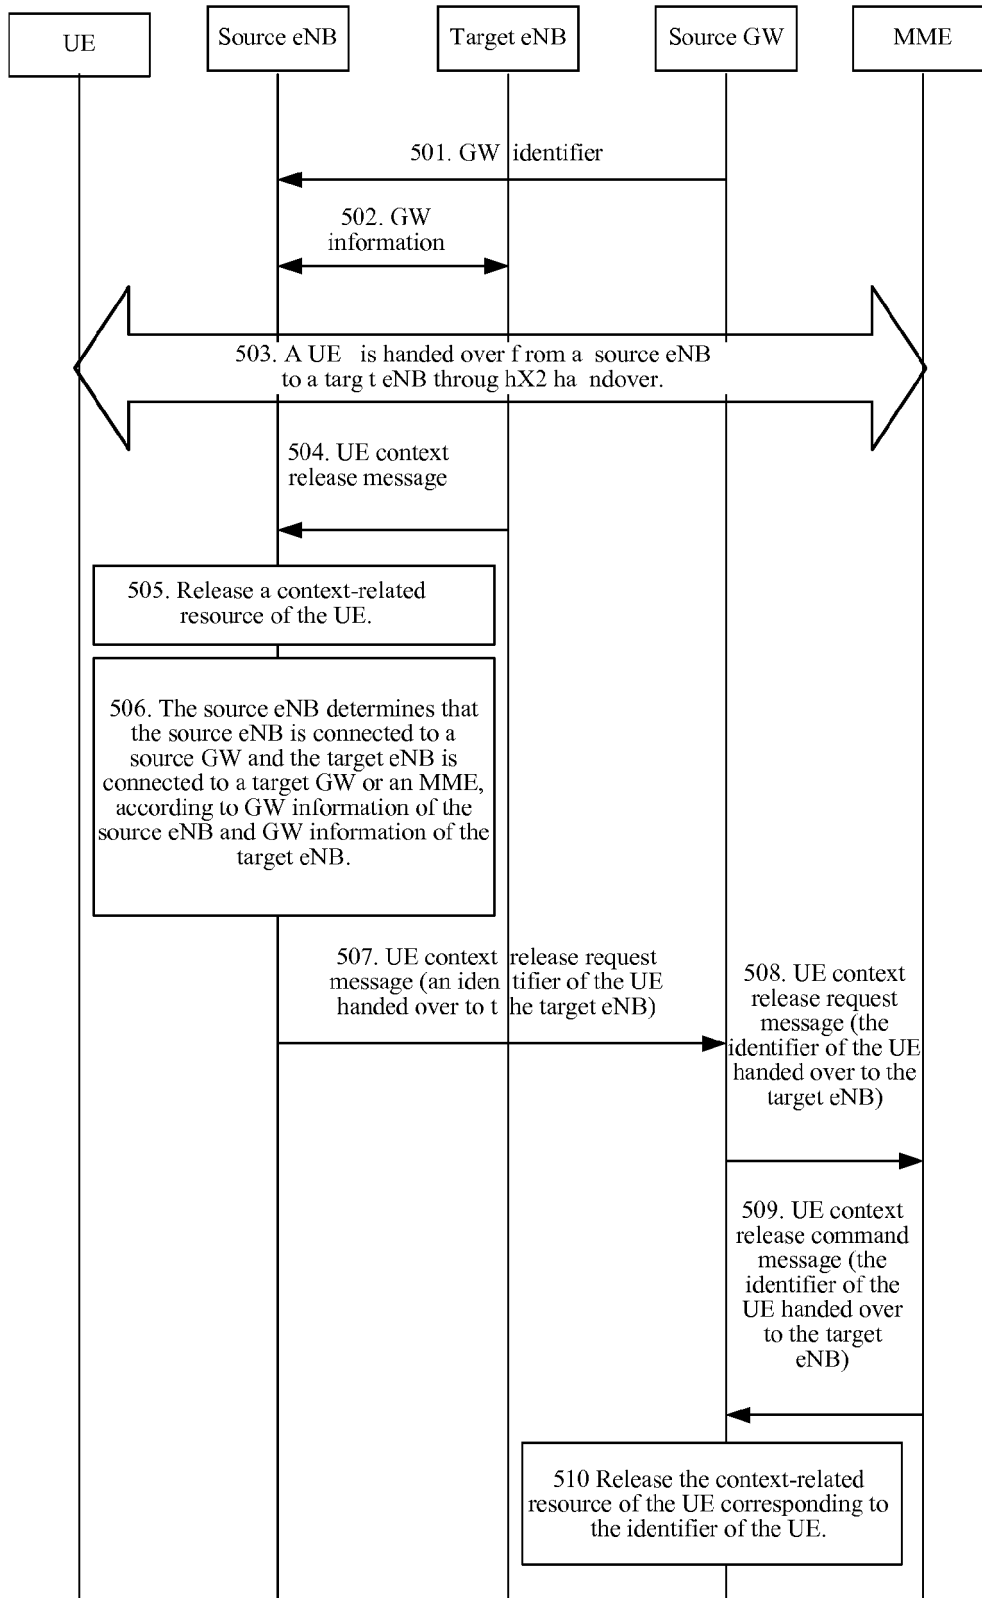 UE
Source eNB
Target eNB
Source GW
MME
501. GW identifier
502. GW
information
503. A UE is handed over f rom a source eNB
to a targ t eNB throug hX2 ha ndover.
504. UE context
release message
505. Release a context-related
resource of the UE.
506. The source eNB determines that
the source eNB is connected to a
source GW and the target eNB is
connected to a target GW or an MME,
according to GW information of the
source eNB and GW information of the
target eNB.
507. UE context release request
message (an iden tifier of the UE
handed over to t he target eNB)
508. UE context
release request
message (the
identifier of the UE
handed over to the
target eNB)
509. UE context
release command
message (the
identifier of the
UE handed over
to the target
eNB)
510 Release the context-related
resource of the UE corresponding to
the identifier of the UE.